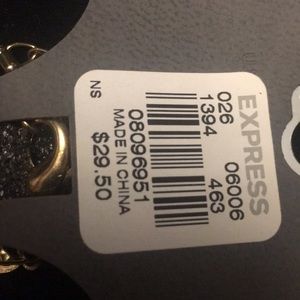 EXPRESS
026 06006
1394 463
08096951
MADE IN CHINA
$29.50
NS